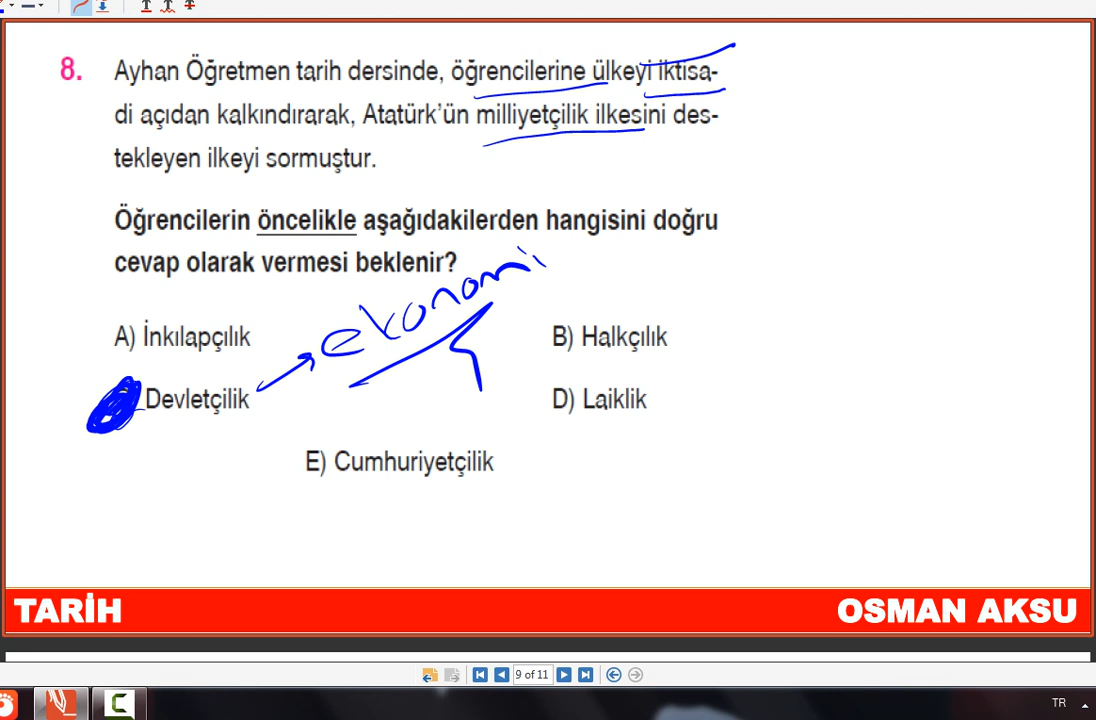 8. Ayhan Öğretmen tarih dersinde, öğrencilerine ülkeyi iktisa-
di açıdan kalkındırarak, Atatürk'ün milliyetçilik ilkesini des-
tekleyen ilkeyi sormuştur.
Öğrencilerin öncelikle aşağıdakilerden hangisini doğru
cevap olarak vermesi beklenir?
ekonomi
A) İnkılapçılık B) Halkçılık
Devletçilik D) Laiklik
E) Cumhuriyetçilik
TARİH OSMAN AKSU
9 of 11
TR